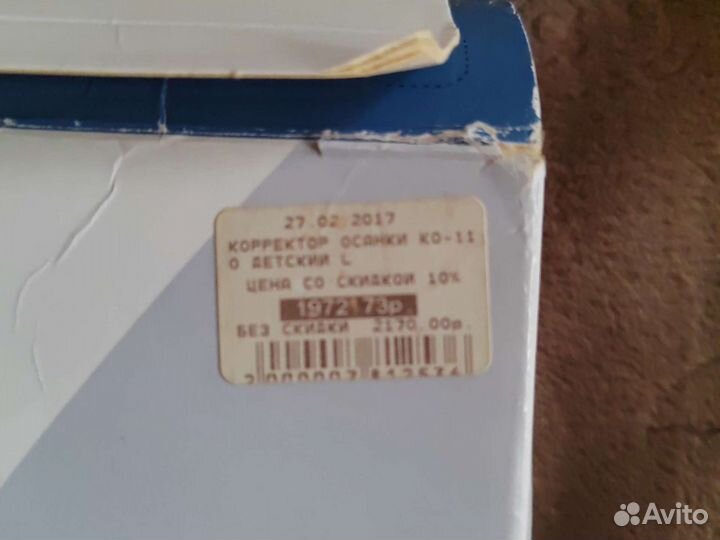 27.02.2017
КОРРЕКТОР ОСАНКИ КО-11
0 ДЕТСКИЙ L
ЦЕНА СО СКИДКОЙ 10%
1972.73р.
БЕЗ СКИДКИ 2170.00р.
Avito